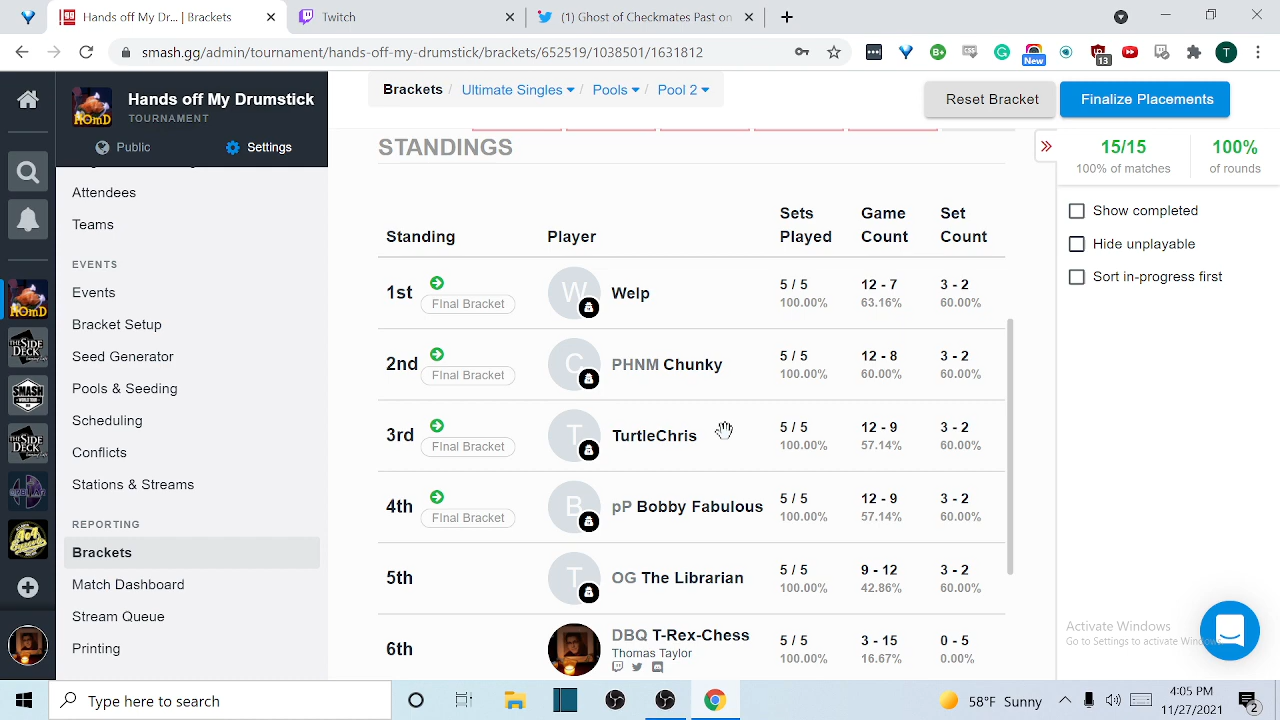 Hands off My Dr... | Brackets
Twitch
(1) Ghost of Checkmates Past on
smash.gg/admin/tournament/hands-off-my-drumstick/brackets/652519/1038501/1631812
New
13
T
HOMD
Hands off My Drumstick
TOURNAMENT
Public
Settings
Attendees
Teams
EVENTS
Events
Bracket Setup
Seed Generator
Pools & Seeding
Scheduling
Conflicts
Stations & Streams
REPORTING
Brackets
Match Dashboard
Stream Queue
Printing
Brackets / Ultimate Singles / Pools / Pool 2
Reset Bracket
Finalize Placements
STANDINGS
Standing Player Sets Played Game Count Set Count
1st FInal Bracket W Welp 5 / 5 100.00% 12 - 7 63.16% 3 - 2 60.00%
2nd FInal Bracket C PHNM Chunky 5 / 5 100.00% 12 - 8 60.00% 3 - 2 60.00%
3rd FInal Bracket T TurtleChris 5 / 5 100.00% 12 - 9 57.14% 3 - 2 60.00%
4th FInal Bracket B pP Bobby Fabulous 5 / 5 100.00% 12 - 9 57.14% 3 - 2 60.00%
5th T OG The Librarian 5 / 5 100.00% 9 - 12 42.86% 3 - 2 60.00%
6th DBQ T-Rex-Chess Thomas Taylor 5 / 5 100.00% 3 - 15 16.67% 0 - 5 0.00%
15/15
100% of matches
100%
of rounds
Show completed
Hide unplayable
Sort in-progress first
Activate Windows
Go to Settings to activate Windows.
Type here to search
58°F Sunny
4:05 PM
11/27/2021
2